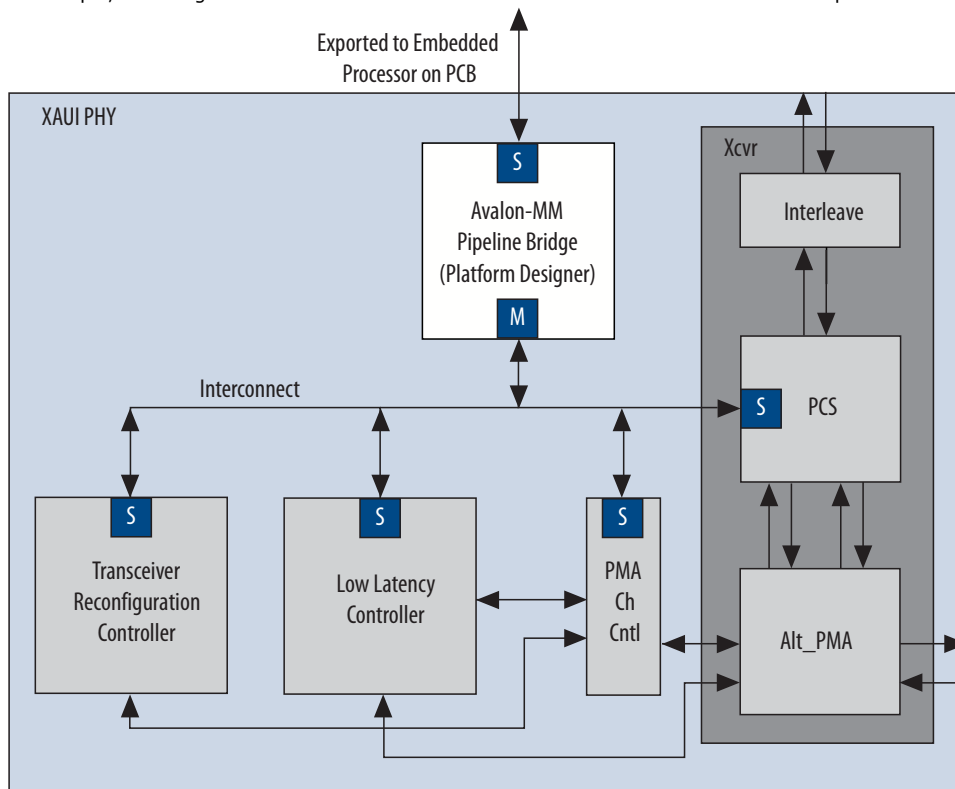 Exported to Embedded
Processor on PCB
XAUI PHY
S
Avalon-MM
Pipeline Bridge
(Platform Designer)
M
Xcvr
Interleave
Interconnect
S
PCS
S
Transceiver
Reconfiguration
Controller
S
Low Latency
Controller
S
PMA
Ch
Cntl
Alt_PMA